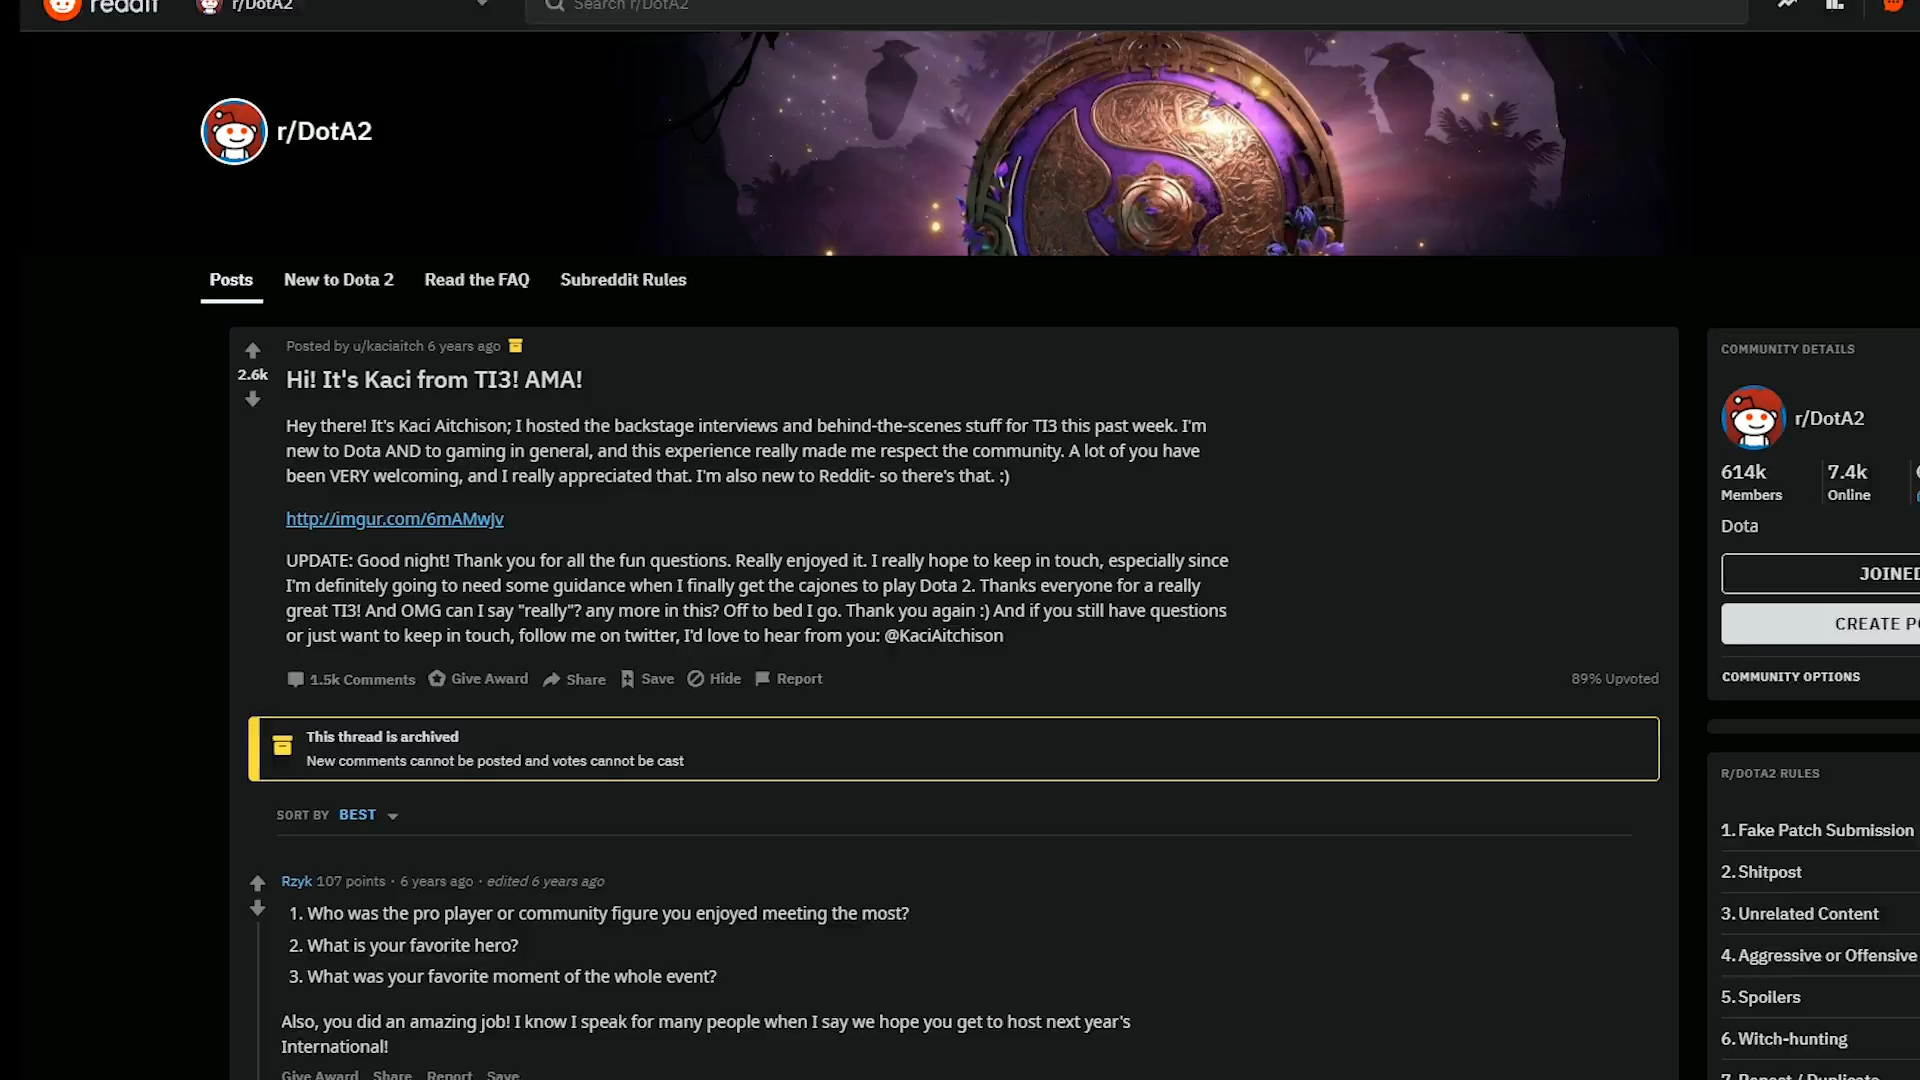 reddit
r/DotA2
Search r/DotA2
r/DotA2
Posts
New to Dota 2
Read the FAQ
Subreddit Rules
Posted by u/kaciaitch 6 years ago
2.6k
Hi! It's Kaci from TI3! AMA!
Hey there! It's Kaci Aitchison; I hosted the backstage interviews and behind-the-scenes stuff for TI3 this past week. I'm
new to Dota AND to gaming in general, and this experience really made me respect the community. A lot of you have
been VERY welcoming, and I really appreciated that. I'm also new to Reddit- so there's that. :)
http://imgur.com/6mAMwJv
UPDATE: Good night! Thank you for all the fun questions. Really enjoyed it. I really hope to keep in touch, especially since
I'm definitely going to need some guidance when I finally get the cajones to play Dota 2. Thanks everyone for a really
great TI3! And OMG can I say "really"? any more in this? Off to bed I go. Thank you again :) And if you still have questions
or just want to keep in touch, follow me on twitter, I'd love to hear from you: @KaciAitchison
1.5k Comments
Give Award
Share
Save
Hide
Report
89% Upvoted
This thread is archived
New comments cannot be posted and votes cannot be cast
SORT BY BEST
Rzyk 107 points · 6 years ago · edited 6 years ago
1. Who was the pro player or community figure you enjoyed meeting the most?
2. What is your favorite hero?
3. What was your favorite moment of the whole event?
Also, you did an amazing job! I know I speak for many people when I say we hope you get to host next year's
International!
Give Award Share Report Save
COMMUNITY DETAILS
r/DotA2
614k
Members
7.4k
Online
Dota
JOINED
CREATE PO
COMMUNITY OPTIONS
R/DOTA2 RULES
1. Fake Patch Submission
2. Shitpost
3. Unrelated Content
4. Aggressive or Offensive
5. Spoilers
6. Witch-hunting
7. Repost / Duplicate